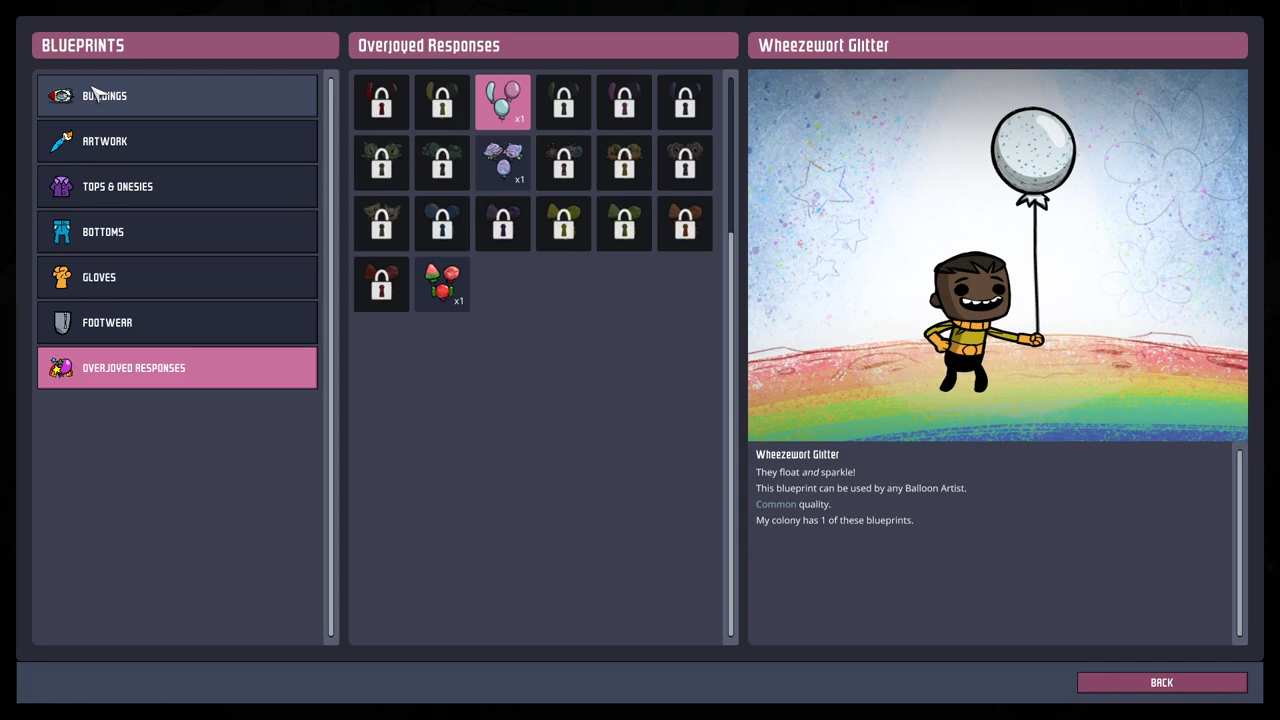 BLUEPRINTS
BUILDINGS
ARTWORK
TOPS & ONESIES
BOTTOMS
GLOVES
FOOTWEAR
OVERJOYED RESPONSES
Overjoyed Responses
x1
x1
x1
Wheezewort Glitter
Wheezewort Glitter
They float and sparkle!
This blueprint can be used by any Balloon Artist.
Common quality.
My colony has 1 of these blueprints.
BACK